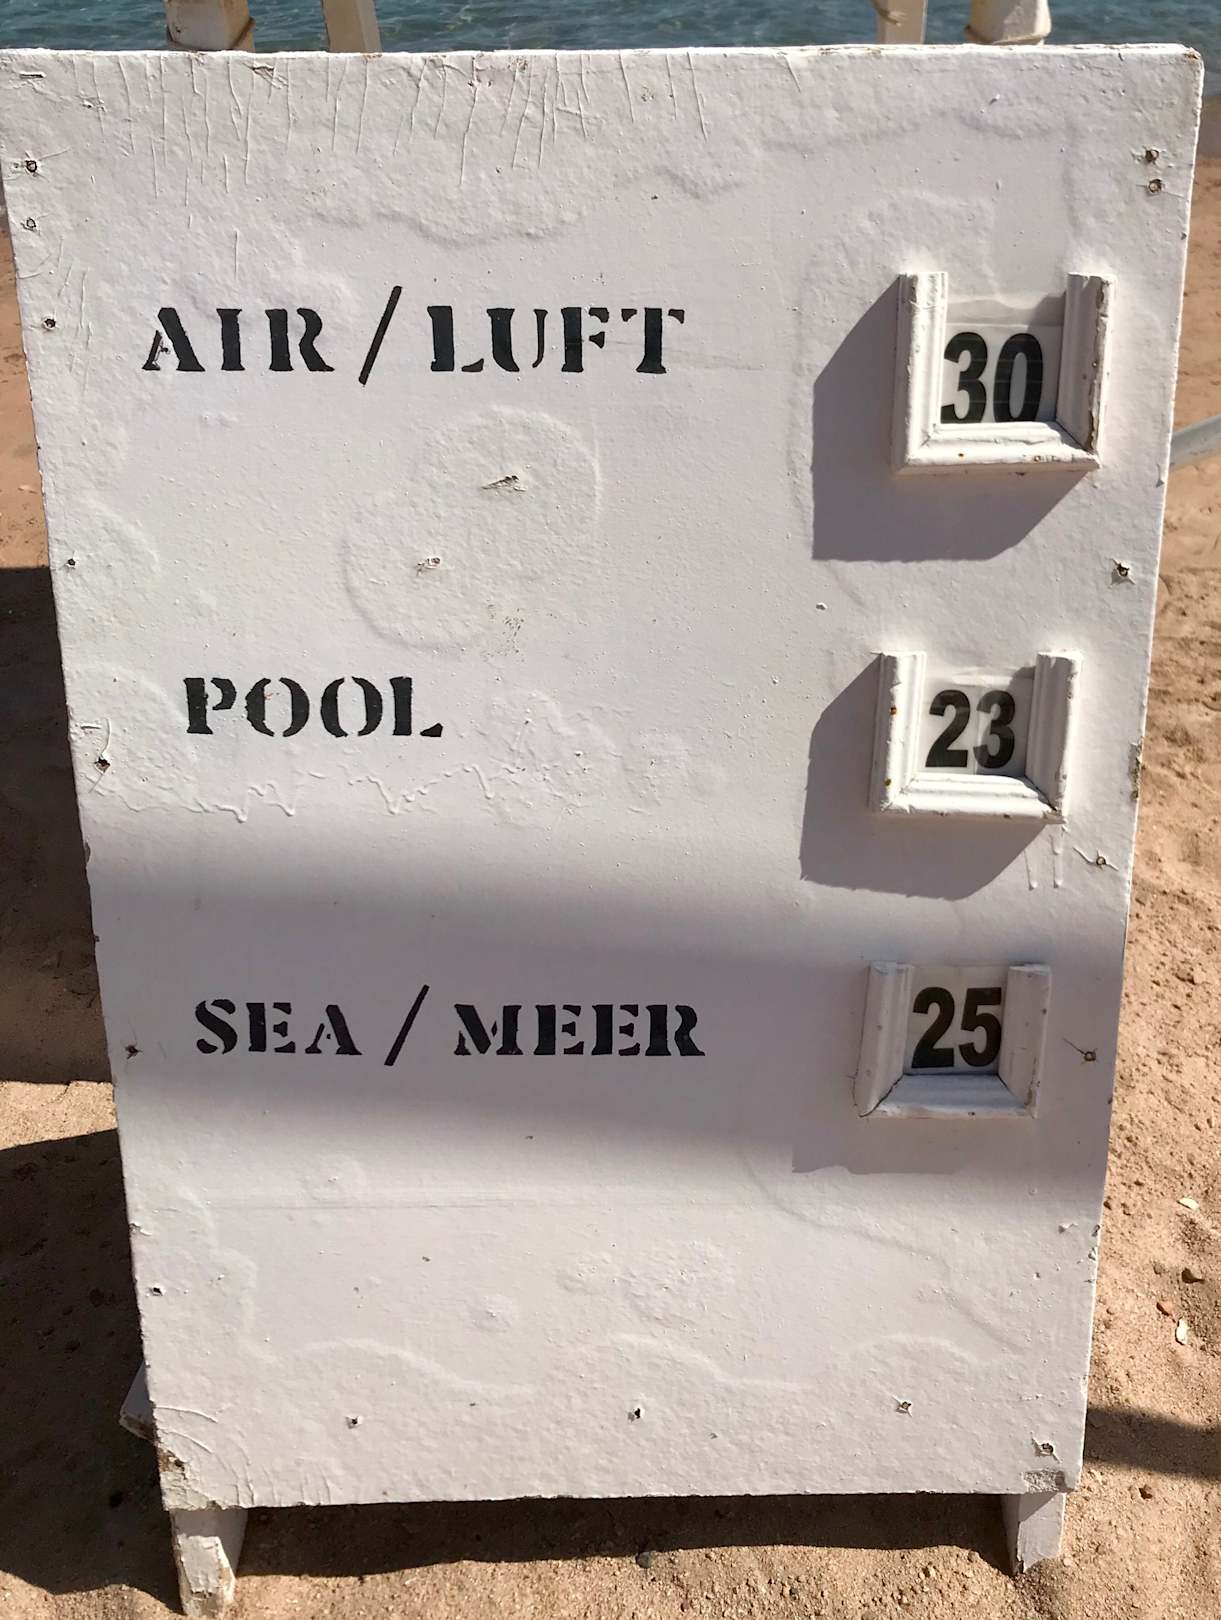 AIR / LUFT 30
POOL 23
SEA / MEER 25